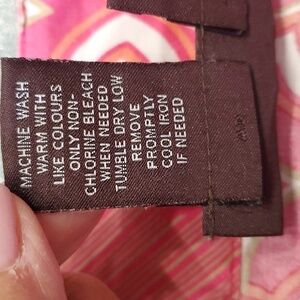 MACHINE WASH
WARM WITH
LIKE COLOURS
ONLY NON-
CHLORINE BLEACH
WHEN NEEDED
TUMBLE DRY LOW
REMOVE
PROMPTLY
COOL IRON
IF NEEDED